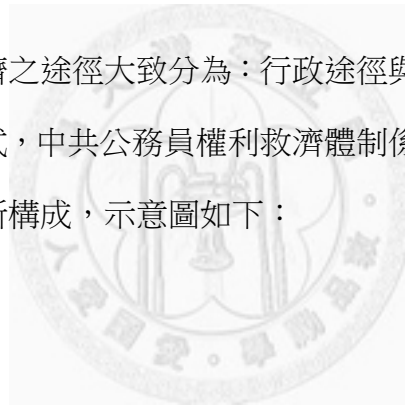 濟之途徑大致分為：行政途徑與
式，中共公務員權利救濟體制係
所構成，示意圖如下：